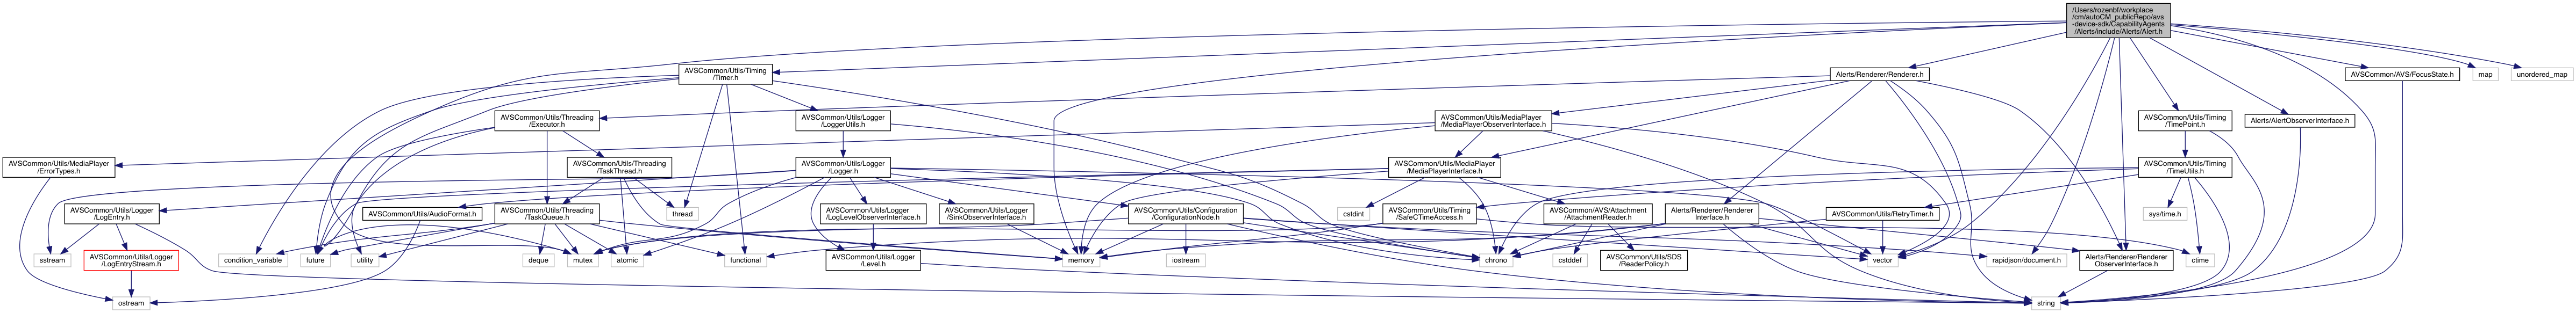 /Users/rozenbf/workplace
/cm/autoCM_publicRepo/avs
-device-sdk/CapabilityAgents
/Alerts/include/Alerts/Alert.h
AVSCommon/Utils/Timing
/Timer.h
Alerts/Renderer/Renderer.h
AVSCommon/AVS/FocusState.h
map
unordered_map
AVSCommon/Utils/Threading
/Executor.h
AVSCommon/Utils/Logger
/LoggerUtils.h
AVSCommon/Utils/MediaPlayer
/MediaPlayerObserverInterface.h
AVSCommon/Utils/Timing
/TimePoint.h
Alerts/AlertObserverInterface.h
AVSCommon/Utils/MediaPlayer
/ErrorTypes.h
AVSCommon/Utils/Threading
/TaskThread.h
AVSCommon/Utils/Logger
/Logger.h
AVSCommon/Utils/MediaPlayer
/MediaPlayerInterface.h
AVSCommon/Utils/Timing
/TimeUtils.h
AVSCommon/Utils/Logger
/LogEntry.h
AVSCommon/Utils/AudioFormat.h
AVSCommon/Utils/Threading
/TaskQueue.h
thread
AVSCommon/Utils/Logger
/LogLevelObserverInterface.h
AVSCommon/Utils/Logger
/SinkObserverInterface.h
AVSCommon/Utils/Configuration
/ConfigurationNode.h
cstdint
AVSCommon/Utils/Timing
/SafeCTimeAccess.h
AVSCommon/AVS/Attachment
/AttachmentReader.h
Alerts/Renderer/Renderer
Interface.h
AVSCommon/Utils/RetryTimer.h
sys/time.h
sstream
AVSCommon/Utils/Logger
/LogEntryStream.h
condition_variable
future
utility
deque
mutex
atomic
functional
AVSCommon/Utils/Logger
/Level.h
memory
iostream
chrono
cstddef
AVSCommon/Utils/SDS
/ReaderPolicy.h
vector
rapidjson/document.h
Alerts/Renderer/Renderer
ObserverInterface.h
ctime
ostream
string